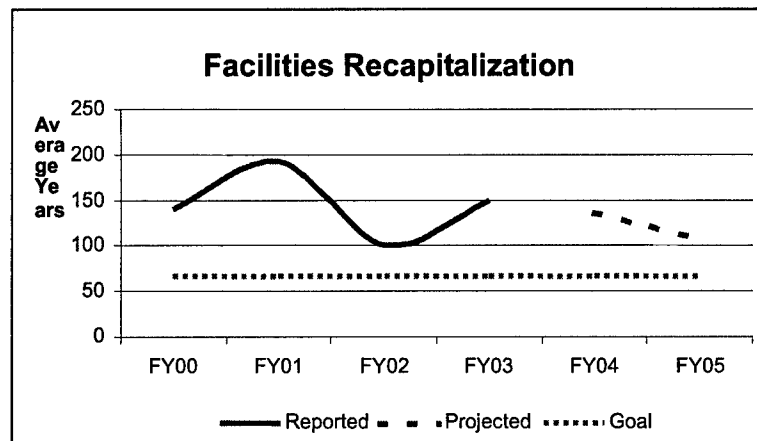 Facilities Recapitalization
Av
era
ge
Ye
ars
250
200
150
100
50
0
FY00 FY01 FY02 FY03 FY04 FY05
Reported Projected Goal